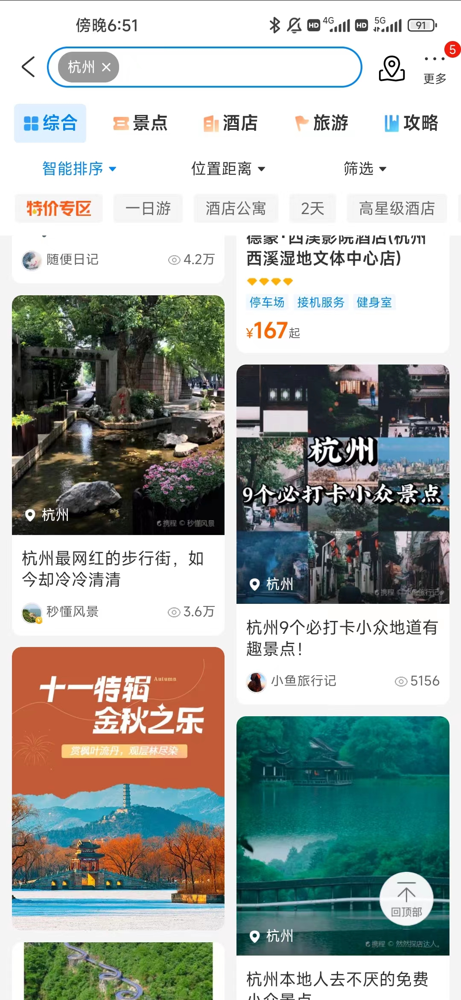 傍晚6:51
HD 4G HD 5G 91
杭州 ×
5
更多
综合 景点 酒店 旅游 攻略
智能排序 位置距离 筛选
特价专区 一日游 酒店公寓 2天 高星级酒店
随便日记 4.2万
德豪·西溪影院酒店(杭州
西溪湿地文体中心店)
停车场 接机服务 健身室
¥167起
杭州
携程 © 秒懂风景
杭州最网红的步行街，如
今却冷冷清清
秒懂风景 3.6万
杭州
9个必打卡小众景点
杭州
携程 © 小鱼旅行记
杭州9个必打卡小众地道有
趣景点！
小鱼旅行记 5156
十一特辑 Autumn
金秋之乐
赏枫叶流丹，观层林尽染
回顶部
杭州
携程 © 然然探店达人。
杭州本地人去不厌的免费
小众景点